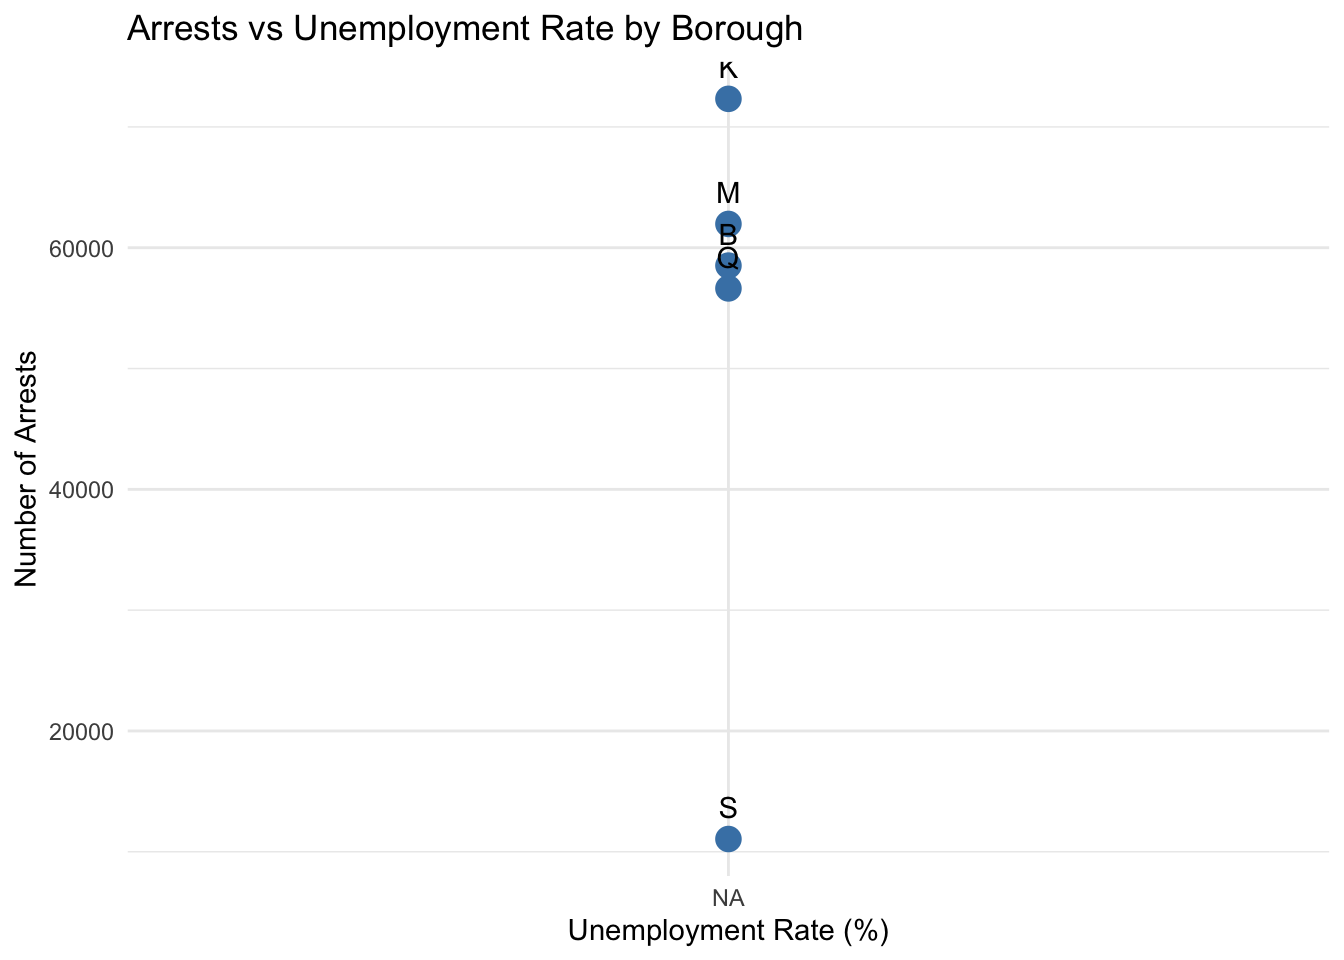 Arrests vs Unemployment Rate by Borough
K
M
B
Q
S
60000
40000
20000
Number of Arrests
NA
Unemployment Rate (%)